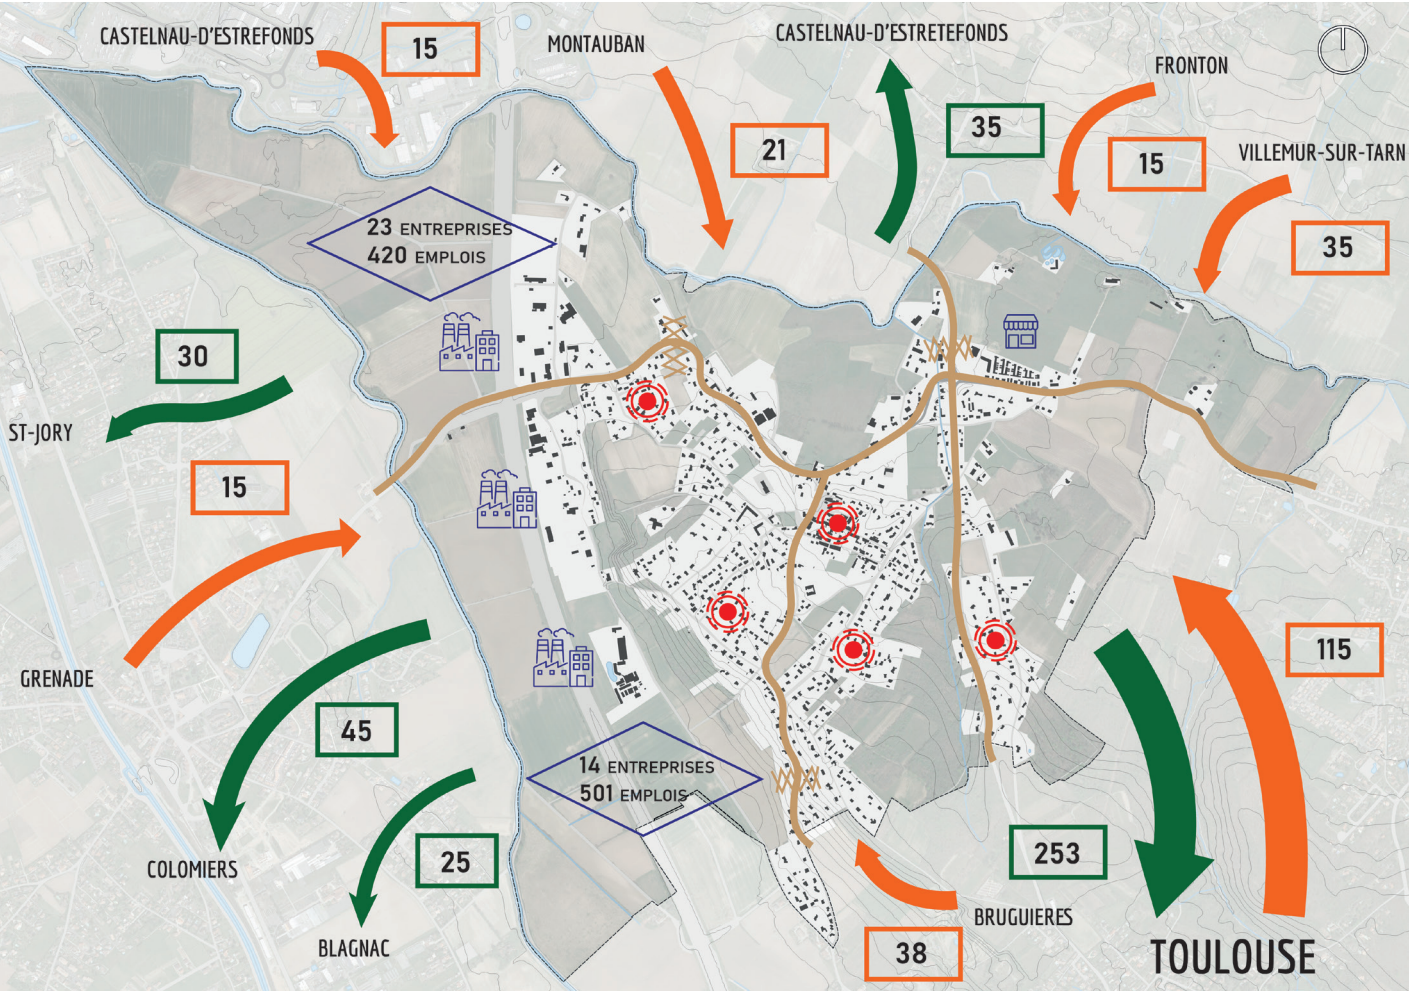 CASTELNAU-D'ESTREFONDS
15
MONTAUBAN
21
CASTELNAU-D'ESTRETEFONDS
35
FRONTON
15
VILLEMUR-SUR-TARN
35
23 ENTREPRISES
420 EMPLOIS
30
ST-JORY
15
GRENADE
45
COLOMIERS
25
BLAGNAC
14 ENTREPRISES
501 EMPLOIS
38
BRUGUIERES
253
115
TOULOUSE